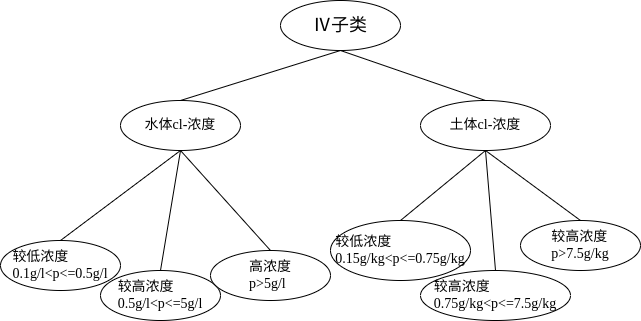 Ⅳ子类
水体cl-浓度
土体cl-浓度
较低浓度
0.1g/l<p<=0.5g/l
较高浓度
0.5g/l<p<=5g/l
高浓度
p>5g/l
较低浓度
0.15g/kg<p<=0.75g/kg
较高浓度
0.75g/kg<p<=7.5g/kg
较高浓度
p>7.5g/kg